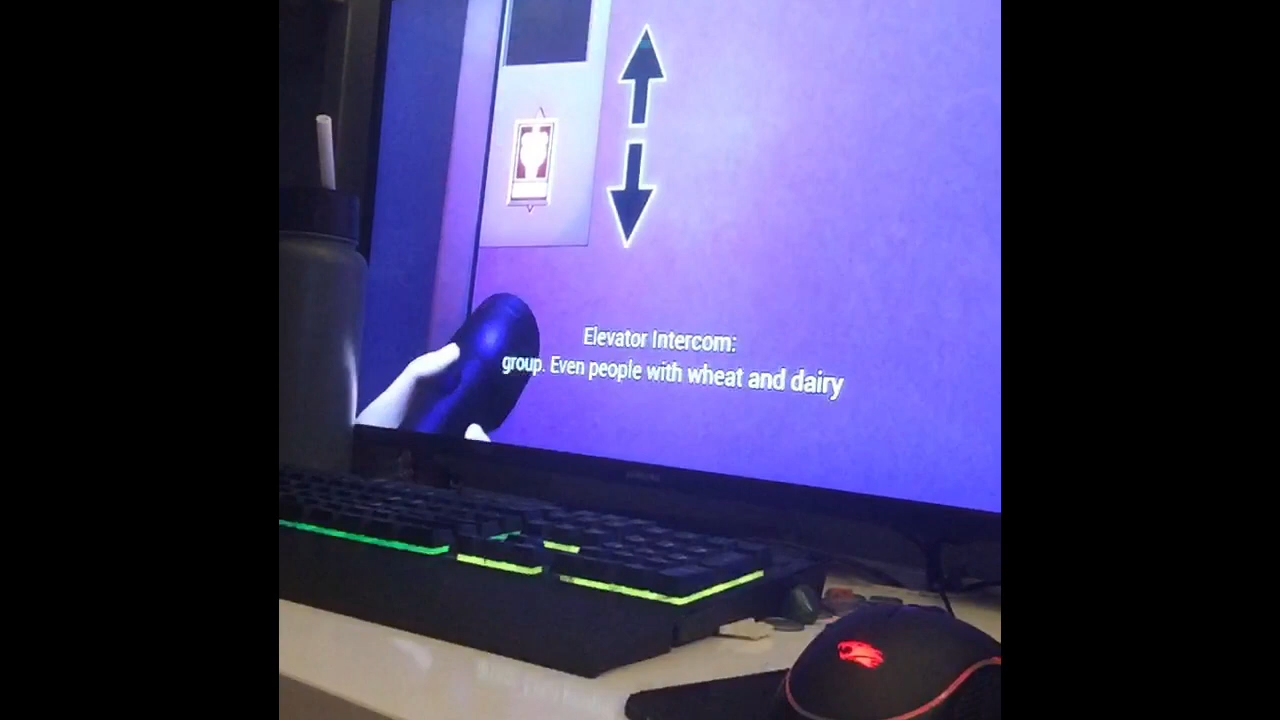 Elevator Intercom:
group. Even people with wheat and dairy